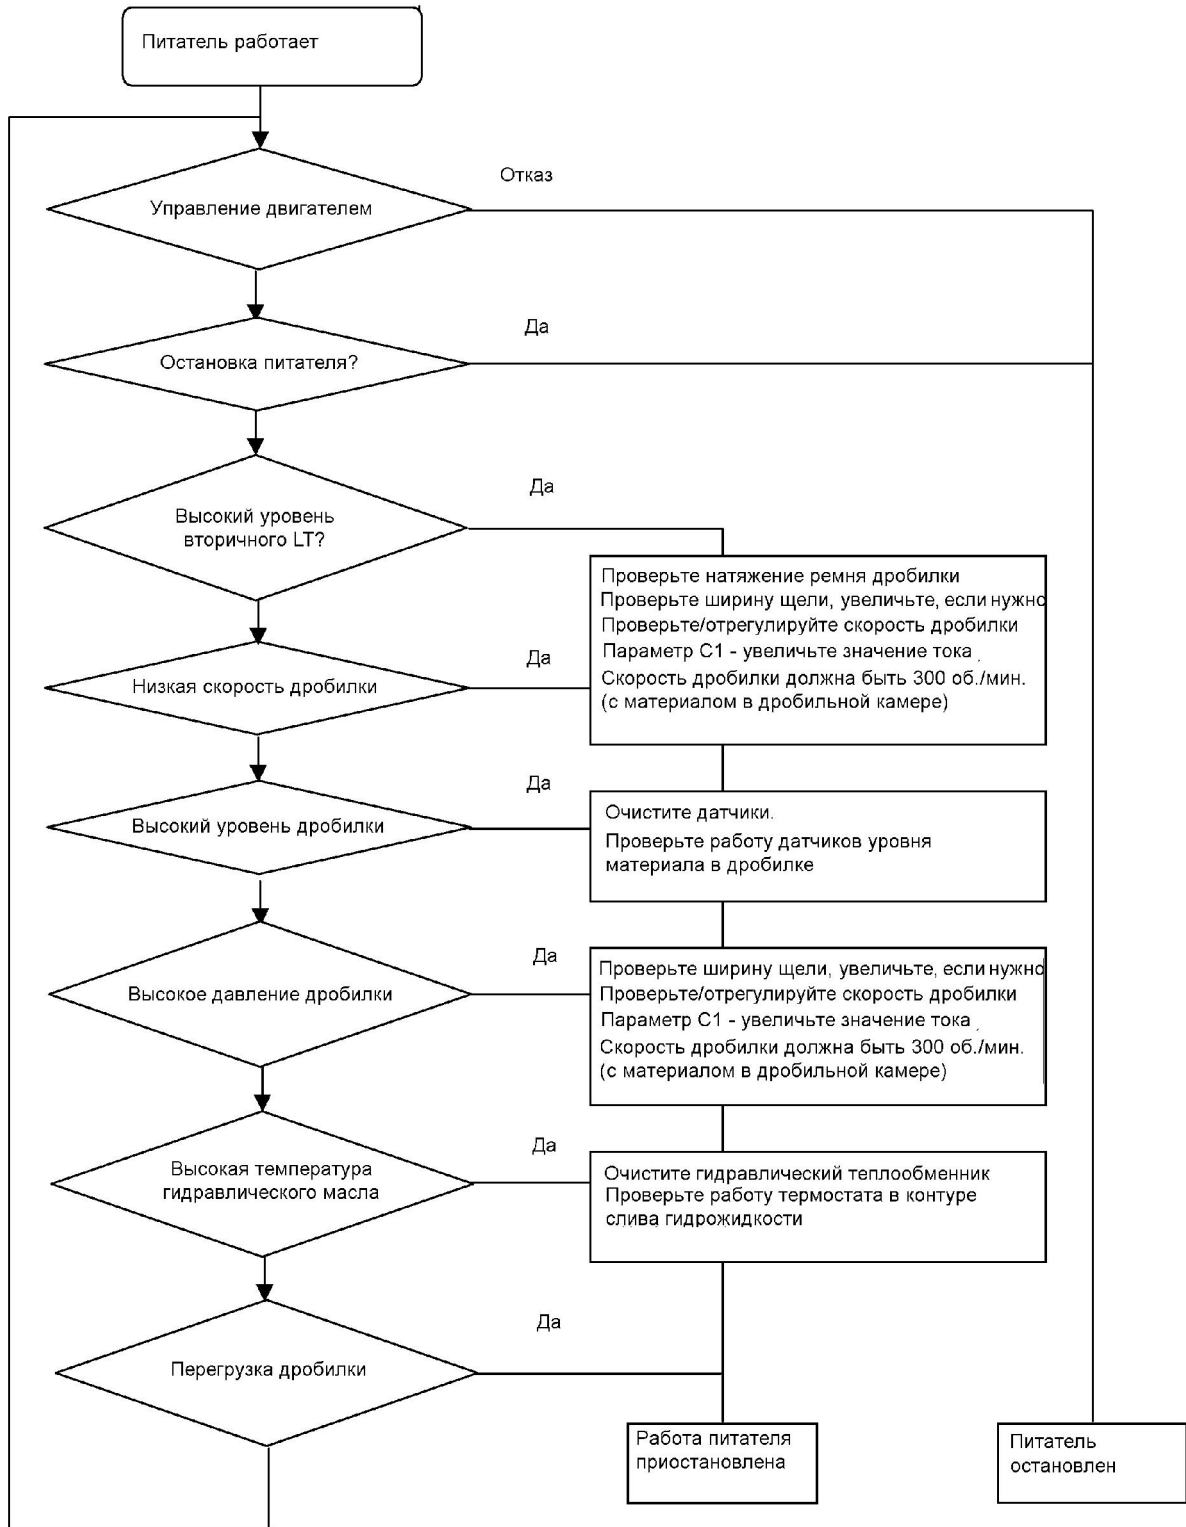 Питатель работает
Отказ
Управление двигателем
Да
Остановка питателя?
Да
Высокий уровень
вторичного LT?
Проверьте натяжение ремня дробилки
Проверьте ширину щели, увеличьте, если нужно
Проверьте/отрегулируйте скорость дробилки
Параметр С1 - увеличьте значение тока
Скорость дробилки должна быть 300 об./мин.
(с материалом в дробильной камере)
Да
Низкая скорость дробилки
Да
Высокий уровень дробилки
Очистите датчики.
Проверьте работу датчиков уровня
материала в дробилке
Да
Высокое давление дробилки
Проверьте ширину щели, увеличьте, если нужно
Проверьте/отрегулируйте скорость дробилки
Параметр С1 - увеличьте значение тока
Скорость дробилки должна быть 300 об./мин.
(с материалом в дробильной камере)
Да
Высокая температура
гидравлического масла
Очистите гидравлический теплообменник
Проверьте работу термостата в контуре
слива гидрожидкости
Да
Перегрузка дробилки
Работа питателя
приостановлена
Питатель
остановлен